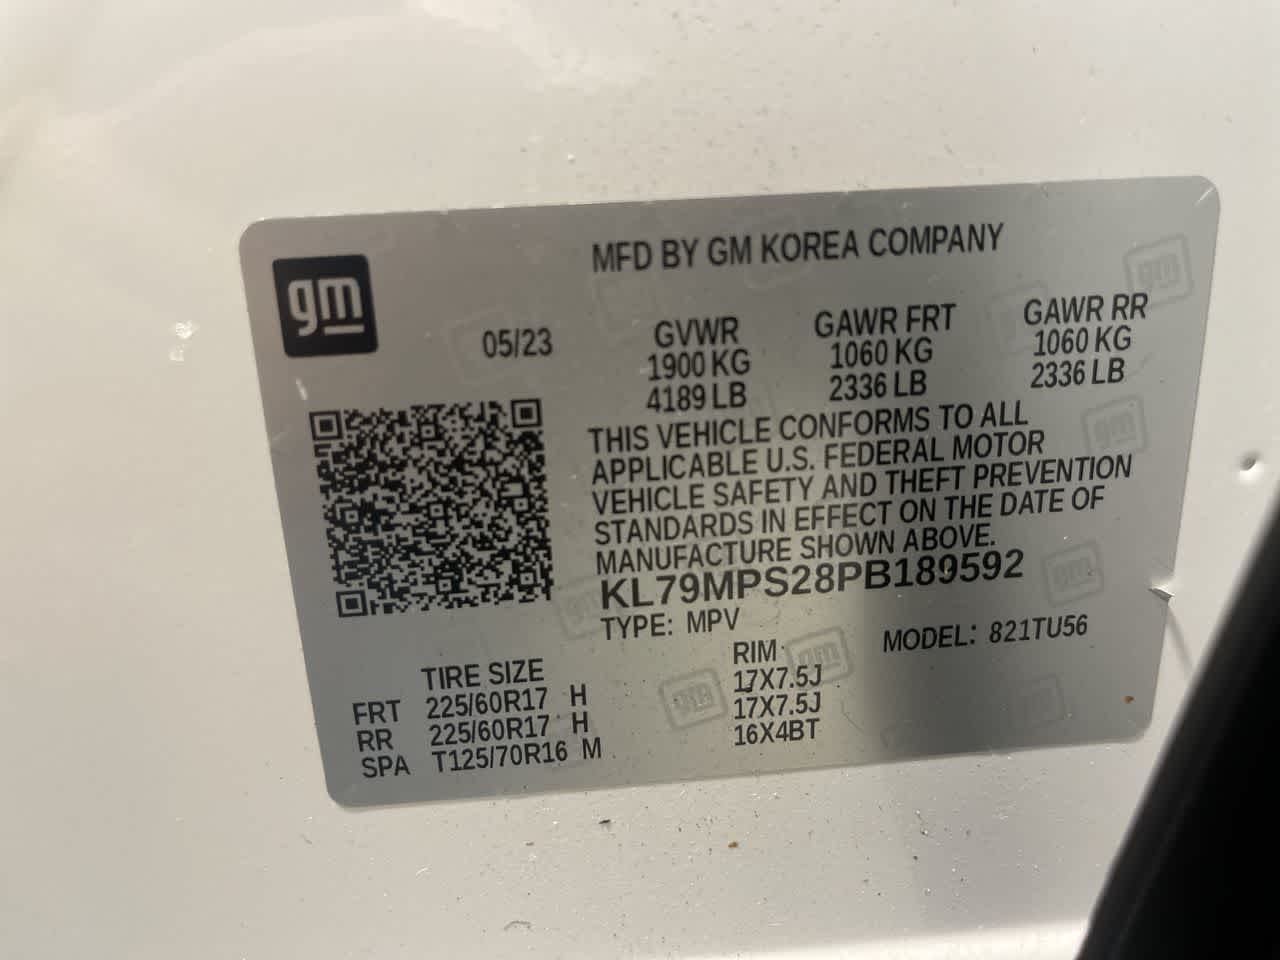 gm
MFD BY GM KOREA COMPANY
05/23
GVWR GAWR FRT GAWR RR
1900 KG 1060 KG 1060 KG
4189 LB 2336 LB 2336 LB
THIS VEHICLE CONFORMS TO ALL
APPLICABLE U.S. FEDERAL MOTOR
VEHICLE SAFETY AND THEFT PREVENTION
STANDARDS IN EFFECT ON THE DATE OF
MANUFACTURE SHOWN ABOVE.
KL79MPS28PB189592
TYPE: MPV MODEL: 821TU56
TIRE SIZE RIM
FRT 225/60R17 H 17X7.5J
RR 225/60R17 H 17X7.5J
SPA T125/70R16 M 16X4BT